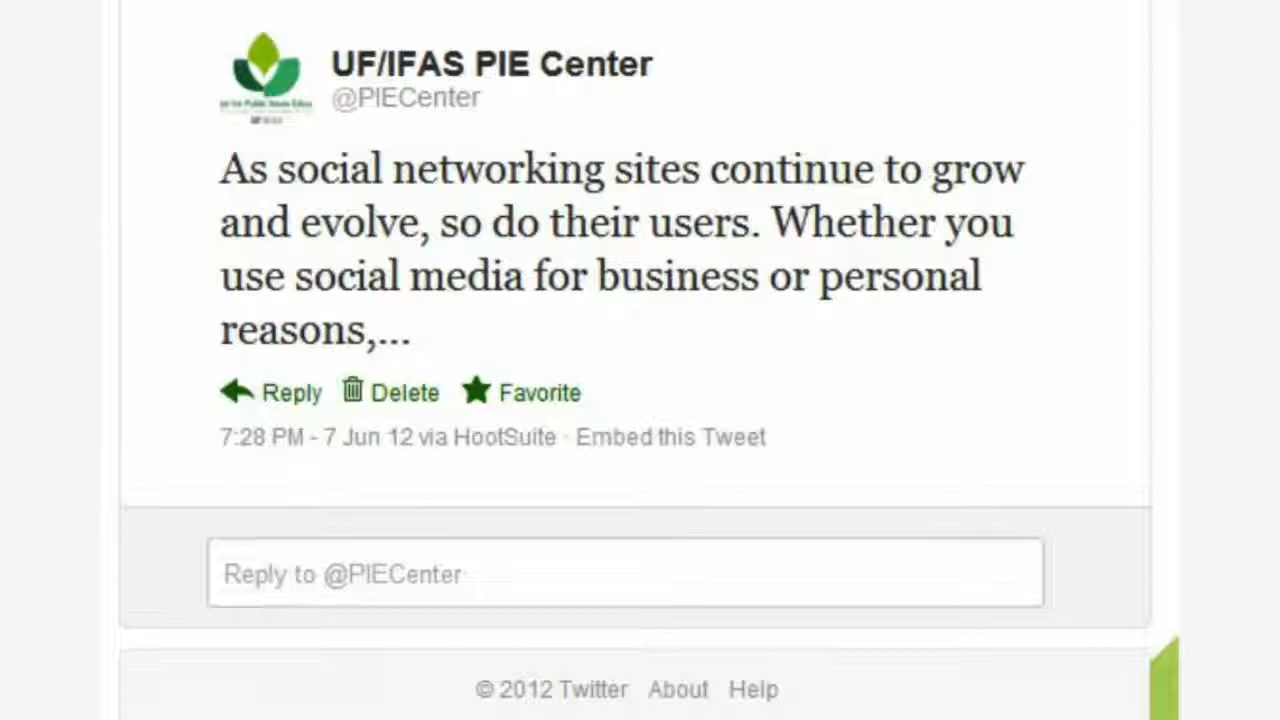 UF/IFAS PIE Center
@PIECenter
As social networking sites continue to grow
and evolve, so do their users. Whether you
use social media for business or personal
reasons,...
Reply Delete Favorite
7:28 PM - 7 Jun 12 via HootSuite · Embed this Tweet
Reply to @PIECenter
© 2012 Twitter About Help